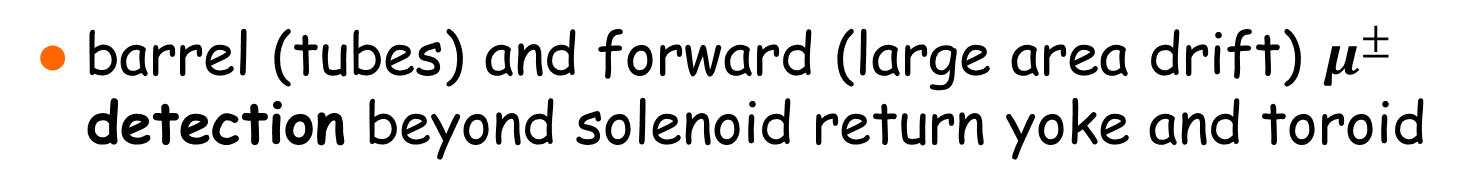 • barrel (tubes) and forward (large area drift) μ±
detection beyond solenoid return yoke and toroid